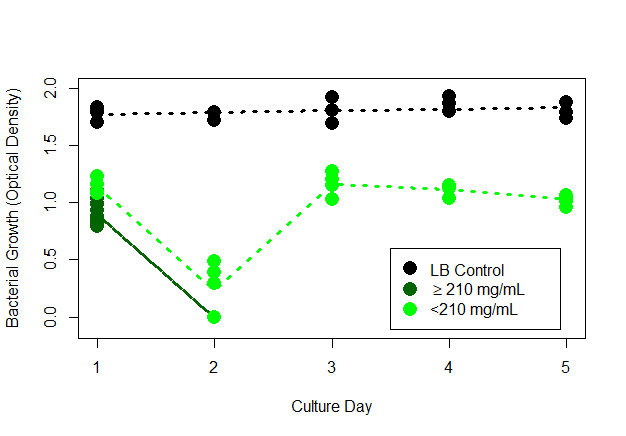 Bacterial Growth (Optical Density)
2.0
1.5
1.0
0.5
0.0
LB Control
≥ 210 mg/mL
<210 mg/mL
1 2 3 4 5
Culture Day